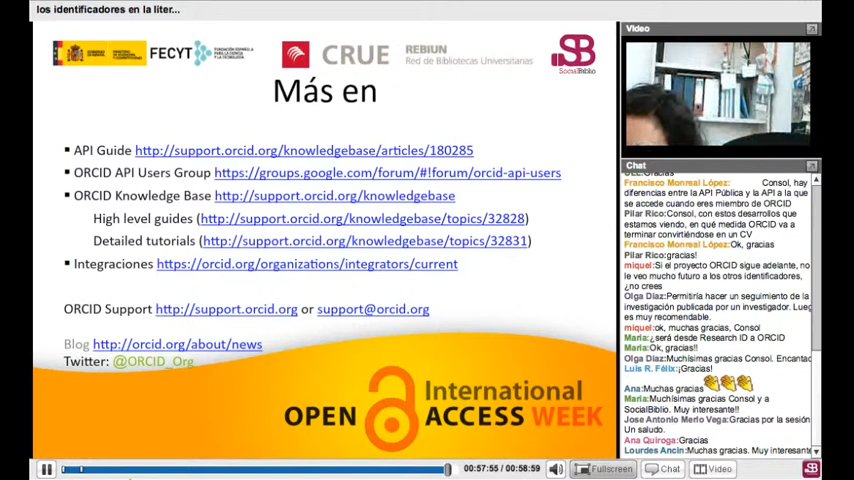 los identificadores en la liter...
GOBIERNO DE ESPAÑA
FECYT
CRUE
REBIUN
Red de Bibliotecas Universitarias
SB
SocialBiblio
Más en
▪ API Guide http://support.orcid.org/knowledgebase/articles/180285
▪ ORCID API Users Group https://groups.google.com/forum/#!forum/orcid-api-users
▪ ORCID Knowledge Base http://support.orcid.org/knowledgebase
High level guides (http://support.orcid.org/knowledgebase/topics/32828)
Detailed tutorials (http://support.orcid.org/knowledgebase/topics/32831)
▪ Integraciones https://orcid.org/organizations/integrators/current
ORCID Support http://support.orcid.org or support@orcid.org
Blog http://orcid.org/about/news
Twitter: @ORCID_Org
International
OPEN ACCESS WEEK
Video
Chat
Gracias
Francisco Monreal López: Consol, hay
diferencias entre la API Pública y la API a la que
se accede cuando eres miembro de ORCID
Pilar Rico: Consol, con estos desarrollos que
estamos viendo, en qué medida ORCID va a
terminar convirtiéndose en un CV
Francisco Monreal López: Ok, gracias
Pilar Rico: gracias!
miquel: Si el proyecto ORCID sigue adelante, no
le veo mucho futuro a los otros identificadores,
¿no crees
Olga Díaz: Permitiría hacer un seguimiento de la
investigación publicada por un investigador. Lueg
es muy recomendable.
miquel: ok, muchas gracias, Consol
Maria: ¿será desde Research ID a ORCID
Maria: Ok, gracias!!
Olga Díaz: Muchísimas gracias Consol. Encantac
Luis R. Félix: ¡Gracias!
Ana: Muchas gracias
Maria: Muchísimas gracias Consol y a
SocialBiblio. Muy interesante!!
Jose Antonio Merlo Vega: Gracias por la sesión
Un saludo.
Ana Quiroga: Gracias
Lourdes Ancin: Muchas gracias. Muy interesante
00:57:55 / 00:58:59
Fullscreen
Chat
Video
SB